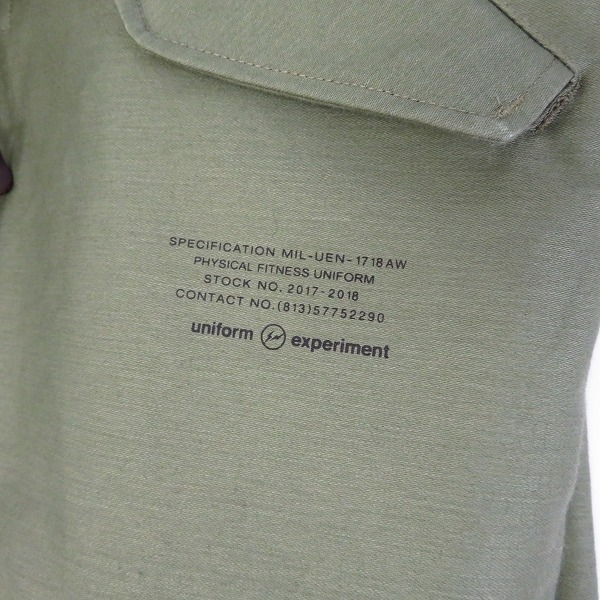 SPECIFICATION MIL-UEN-1718AW
PHYSICAL FITNESS UNIFORM
STOCK NO. 2017-2018
CONTACT NO.(813)57752290
uniform experiment